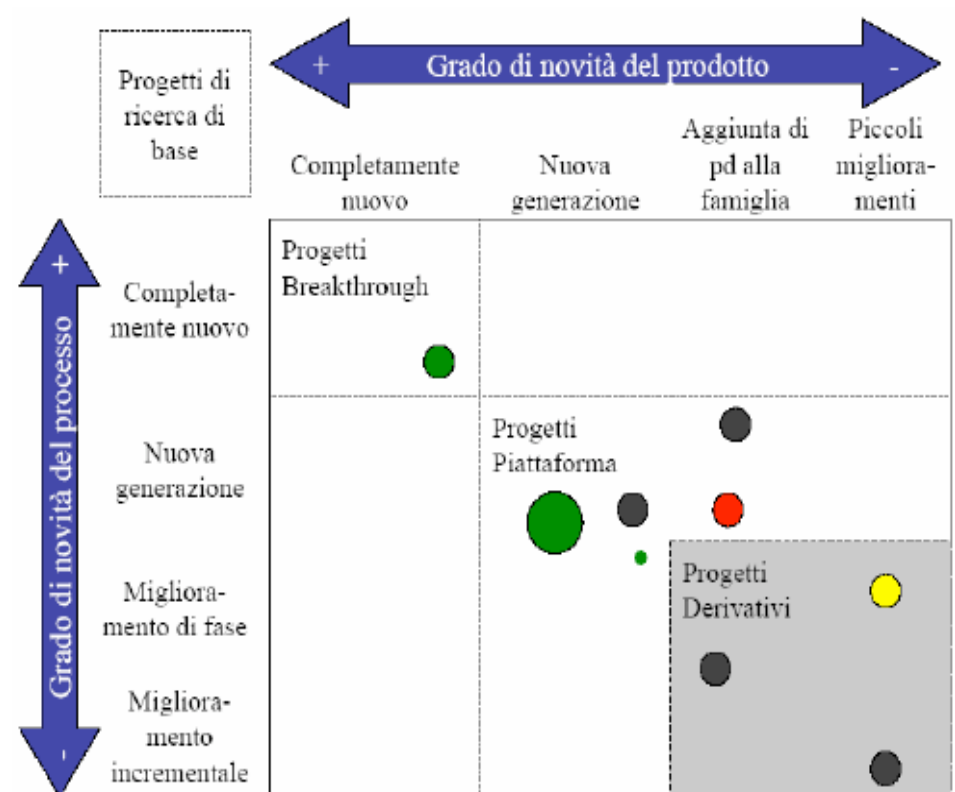 Progetti di
ricerca di
base
+ Grado di novità del prodotto -
Completamente
nuovo
Nuova
generazione
Aggiunta di
pd alla
famiglia
Piccoli
migliora-
menti
+ Grado di novità del processo -
Completa-
mente nuovo
Nuova
generazione
Migliora-
mento di fase
Migliora-
mento
incrementale
Progetti
Breakthrough
Progetti
Piattaforma
Progetti
Derivativi